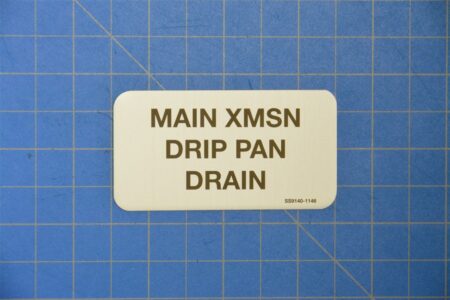 MAIN XMSN
DRIP PAN
DRAIN
SS9140-1146